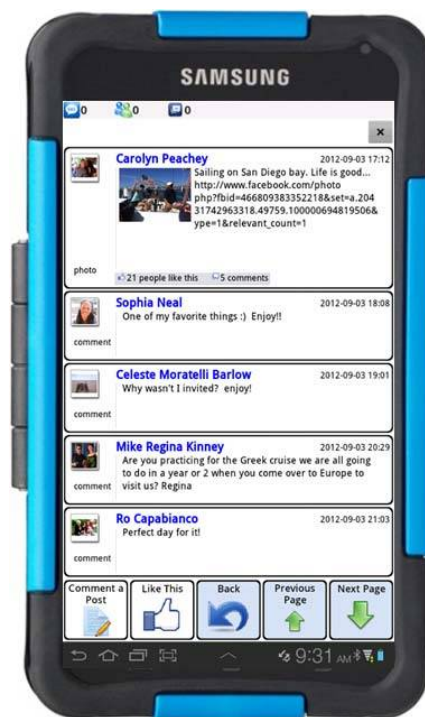 SAMSUNG
0 0 0
×
Carolyn Peachey 2012-09-03 17:12
Sailing on San Diego bay. Life is good...
http://www.facebook.com/photo
php?fbid=466809383352218&set=a.204
31742963318.49759.100000694819506&
ype=1&relevant_count=1
photo
21 people like this 5 comments
Sophia Neal 2012-09-03 18:08
One of my favorite things :) Enjoy!!
comment
Celeste Moratelli Barlow 2012-09-03 19:01
Why wasn't I invited? enjoy!
comment
Mike Regina Kinney 2012-09-03 20:29
Are you practicing for the Greek cruise we are all going
to do in a year or 2 when you come over to Europe to
visit us? Regina
comment
Ro Capabianco 2012-09-03 21:03
Perfect day for it!
comment
Comment a Post
Like This
Back
Previous Page
Next Page
9:31 AM